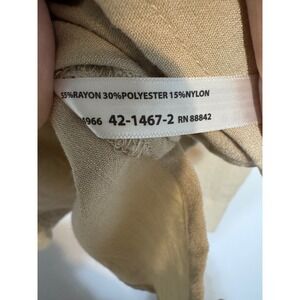 55%RAYON 30%POLYESTER 15%NYLON
4966 42-1467-2 RN 88842